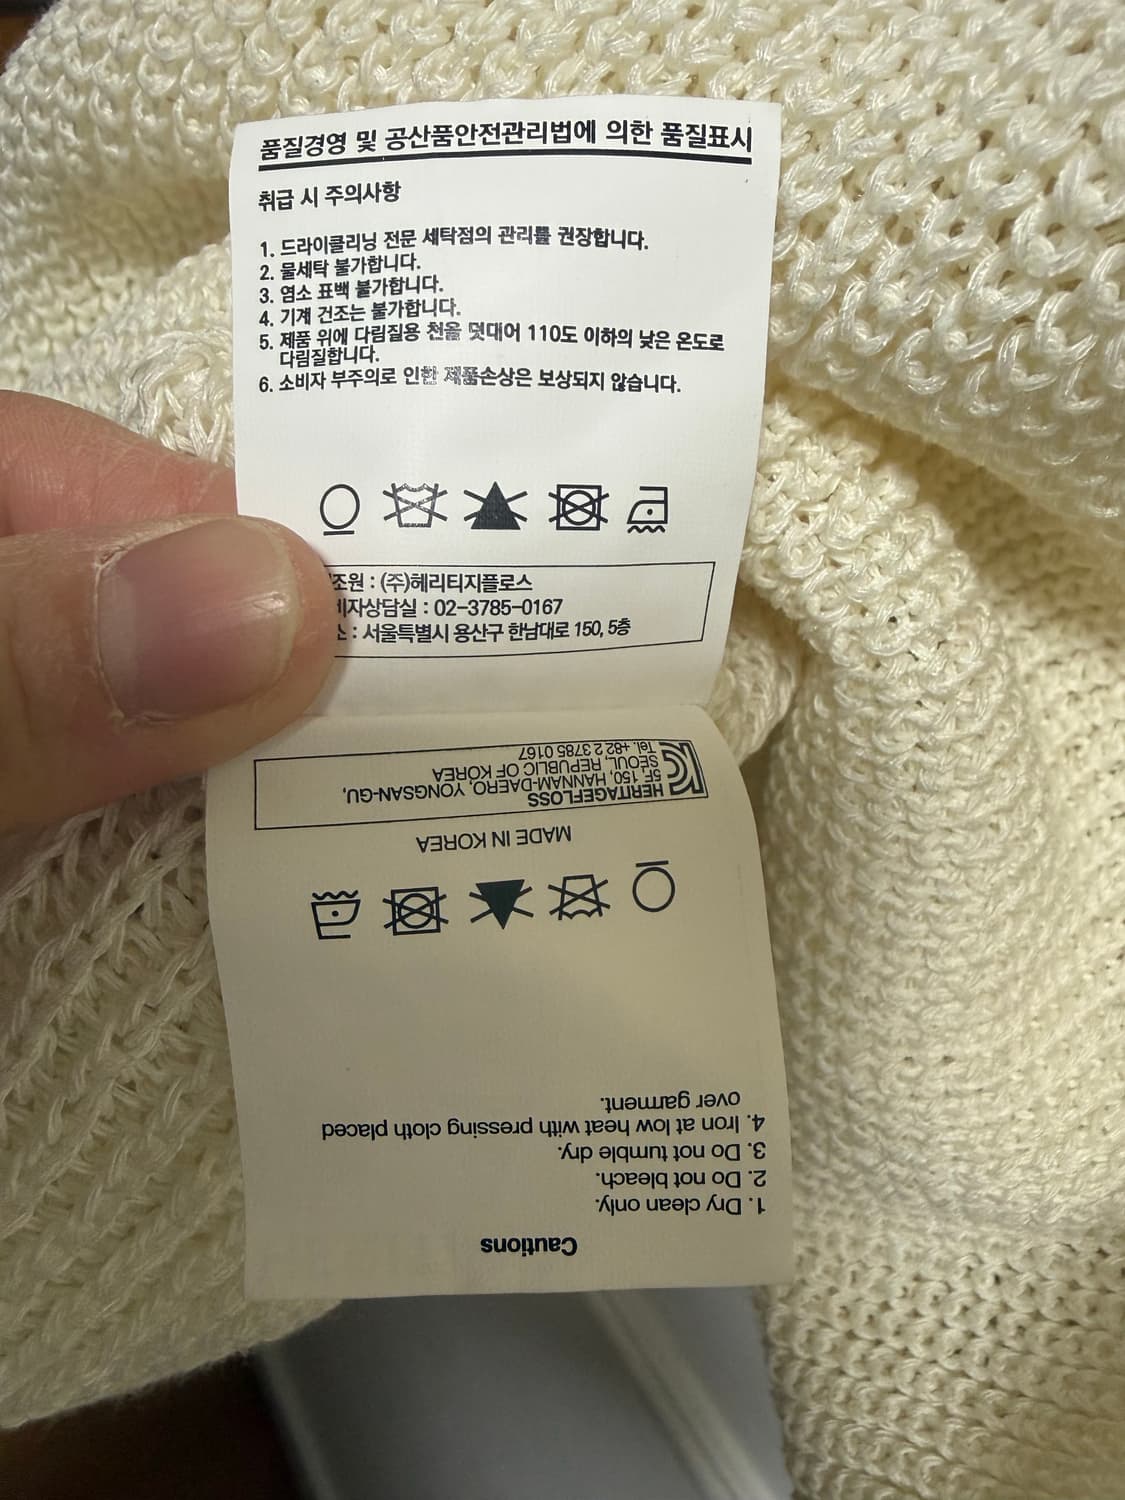 품질경영 및 공산품안전관리법에 의한 품질표시
취급 시 주의사항
1. 드라이클리닝 전문 세탁점의 관리를 권장합니다.
2. 물세탁 불가합니다.
3. 염소 표백 불가합니다.
4. 기계 건조는 불가합니다.
5. 제품 위에 다림질용 천을 덧대어 110도 이하의 낮은 온도로
다림질합니다.
6. 소비자 부주의로 인한 제품손상은 보상되지 않습니다.
조원 : (주)헤리티지플로스
비자상담실 : 02-3785-0167
소 : 서울특별시 용산구 한남대로 150, 5층
Cautions
1. Dry clean only.
2. Do not bleach.
3. Do not tumble dry.
4. Iron at low heat with pressing cloth placed
over garment.
MADE IN KOREA
HERITAGEFLOSS
5F, 150, HANNAM-DAERO, YONGSAN-GU,
SEOUL, REPUBLIC OF KOREA
Tel. +82 2 3785 0167